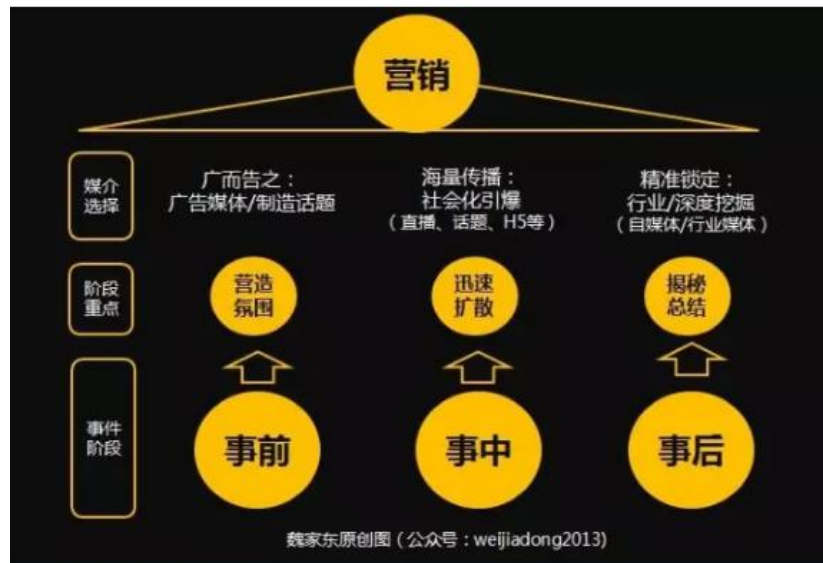 营销
媒介
选择
广而告之：
广告媒体/制造话题
海量传播：
社会化引爆
（直播、话题、H5等）
精准锁定：
行业/深度挖掘
（自媒体/行业媒体）
阶段
重点
营造
氛围
迅速
扩散
揭秘
总结
事件
阶段
事前
事中
事后
魏家东原创图（公众号：weijiadong2013)